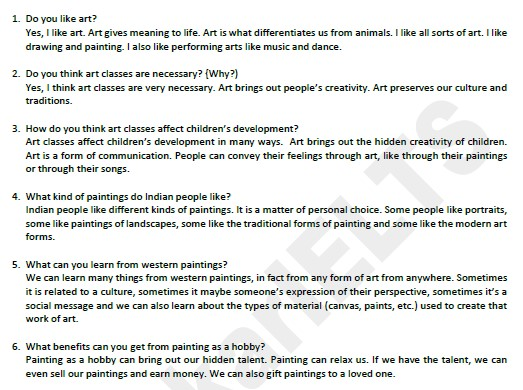 1. Do you like art?
Yes, I like art. Art gives meaning to life. Art is what differentiates us from animals. I like all sorts of art. I like
drawing and painting. I also like performing arts like music and dance.
2. Do you think art classes are necessary? {Why?)
Yes, I think art classes are very necessary. Art brings out people's creativity. Art preserves our culture and
traditions.
3. How do you think art classes affect children's development?
Art classes affect children's development in many ways. Art brings out the hidden creativity of children.
Art is a form of communication. People can convey their feelings through art, like through their paintings
or through their songs.
4. What kind of paintings do Indian people like?
Indian people like different kinds of paintings. It is a matter of personal choice. Some people like portraits,
some like paintings of landscapes, some like the traditional forms of painting and some like the modern art
forms.
5. What can you learn from western paintings?
We can learn many things from western paintings, in fact from any form of art from anywhere. Sometimes
it is related to a culture, sometimes it maybe someone's expression of their perspective, sometimes it's a
social message and we can also learn about the types of material (canvas, paints, etc.) used to create that
work of art.
6. What benefits can you get from painting as a hobby?
Painting as a hobby can bring out our hidden talent. Painting can relax us. If we have the talent, we can
even sell our paintings and earn money. We can also gift paintings to a loved one.